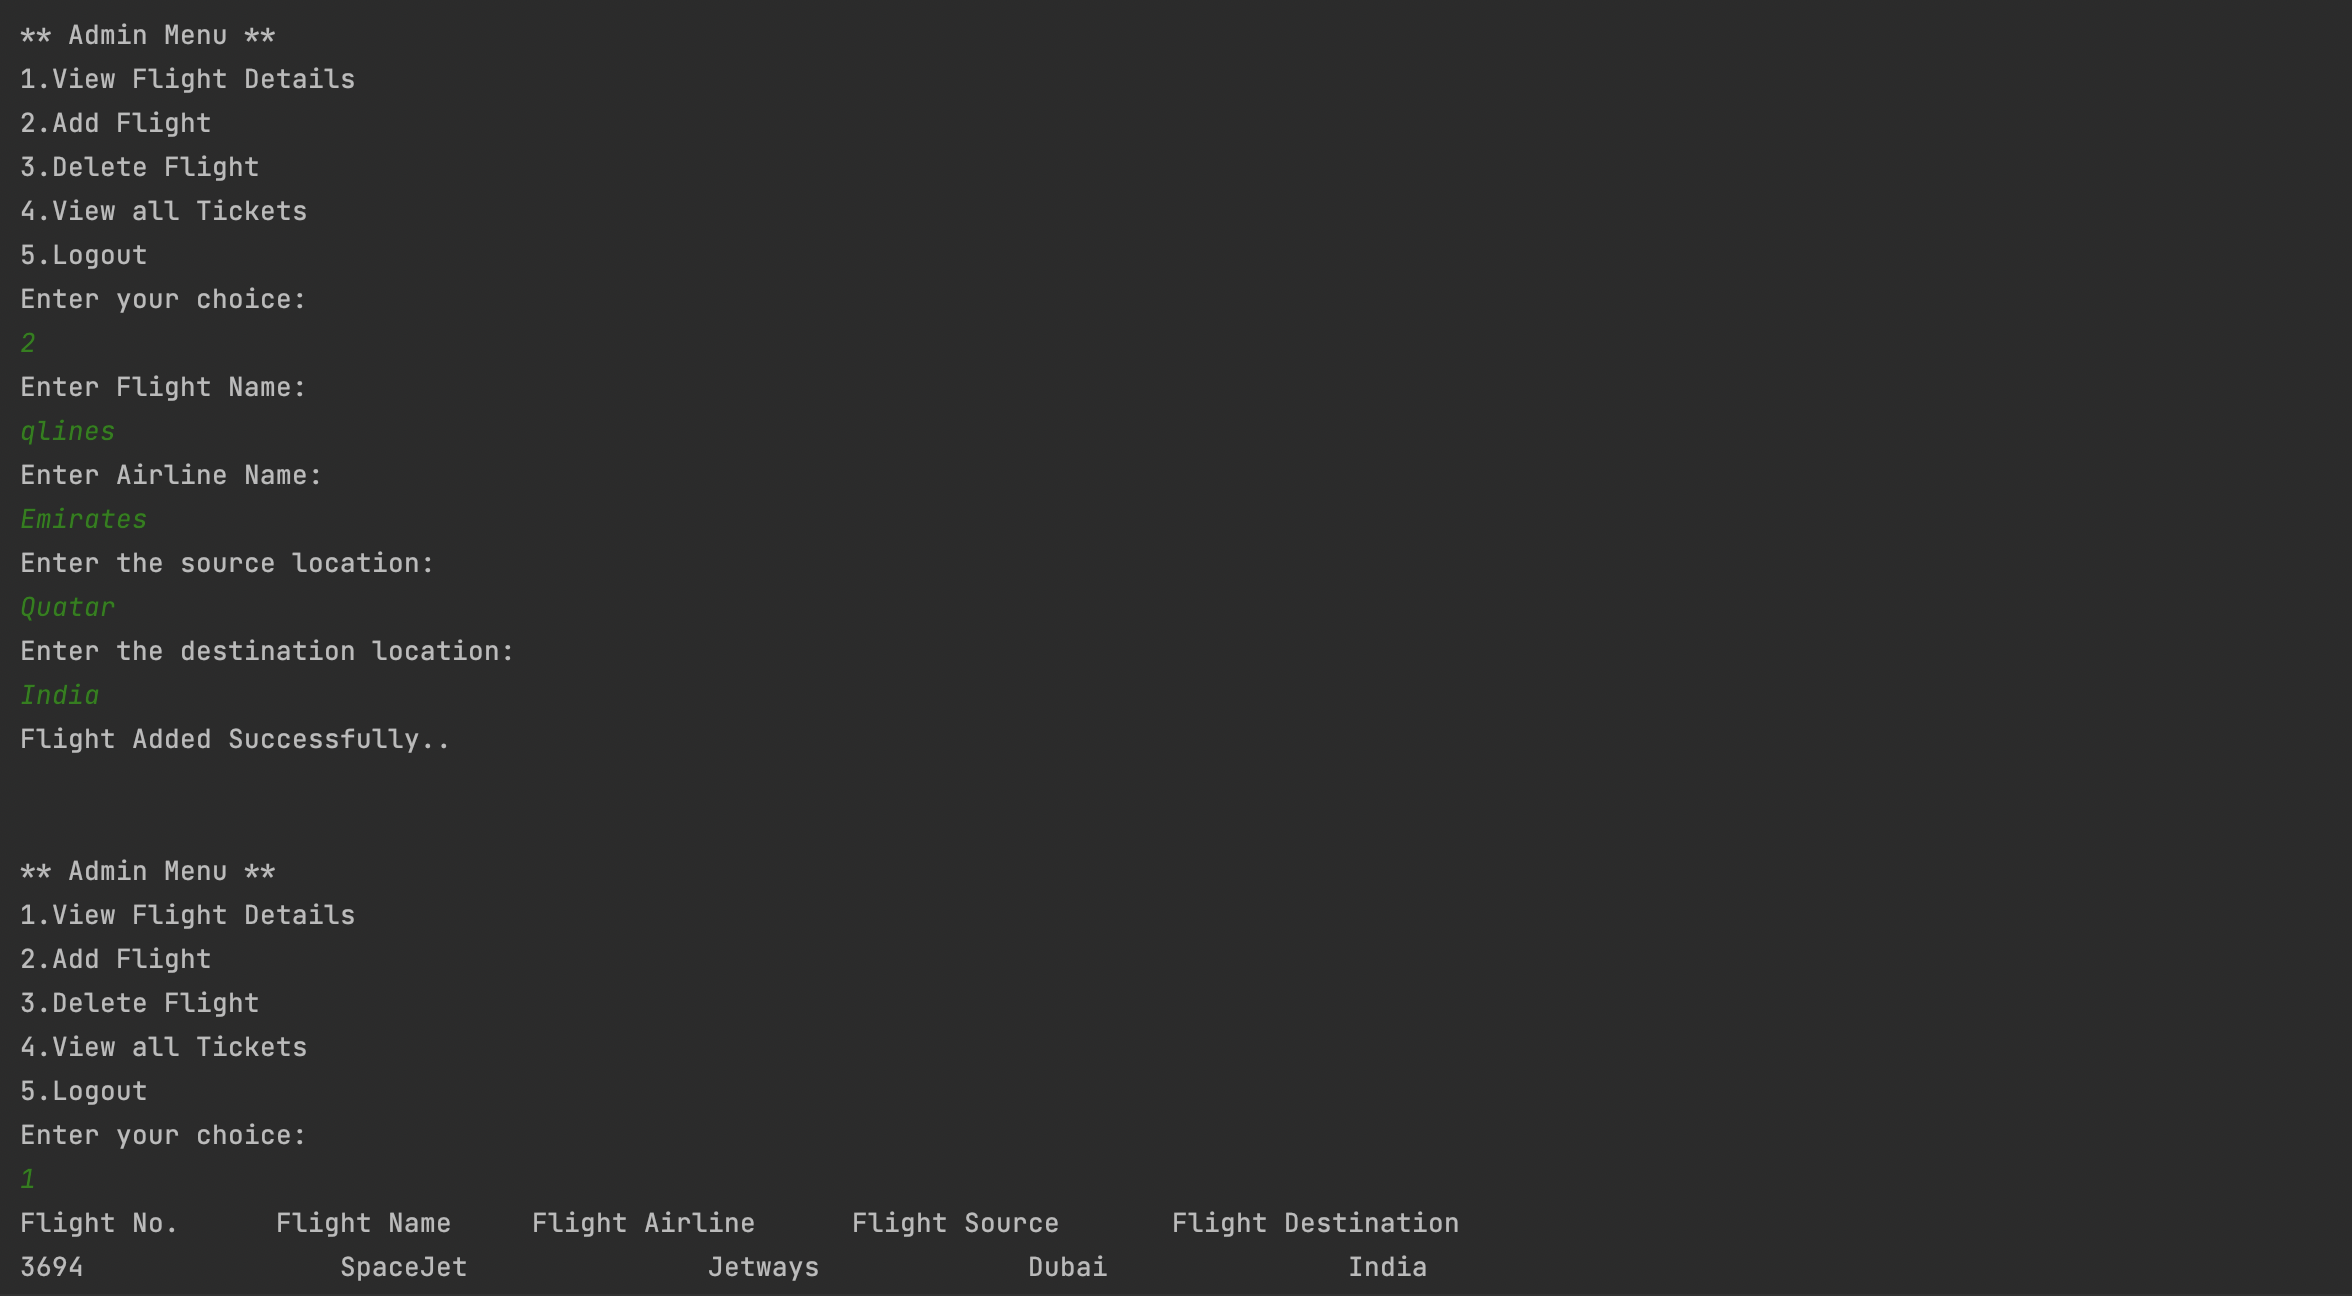 ** Admin Menu **
1.View Flight Details
2.Add Flight
3.Delete Flight
4.View all Tickets
5.Logout
Enter your choice:
2
Enter Flight Name:
qlines
Enter Airline Name:
Emirates
Enter the source location:
Quatar
Enter the destination location:
India
Flight Added Successfully..
** Admin Menu **
1.View Flight Details
2.Add Flight
3.Delete Flight
4.View all Tickets
5.Logout
Enter your choice:
1
Flight No. Flight Name Flight Airline Flight Source Flight Destination
3694 SpaceJet Jetways Dubai India